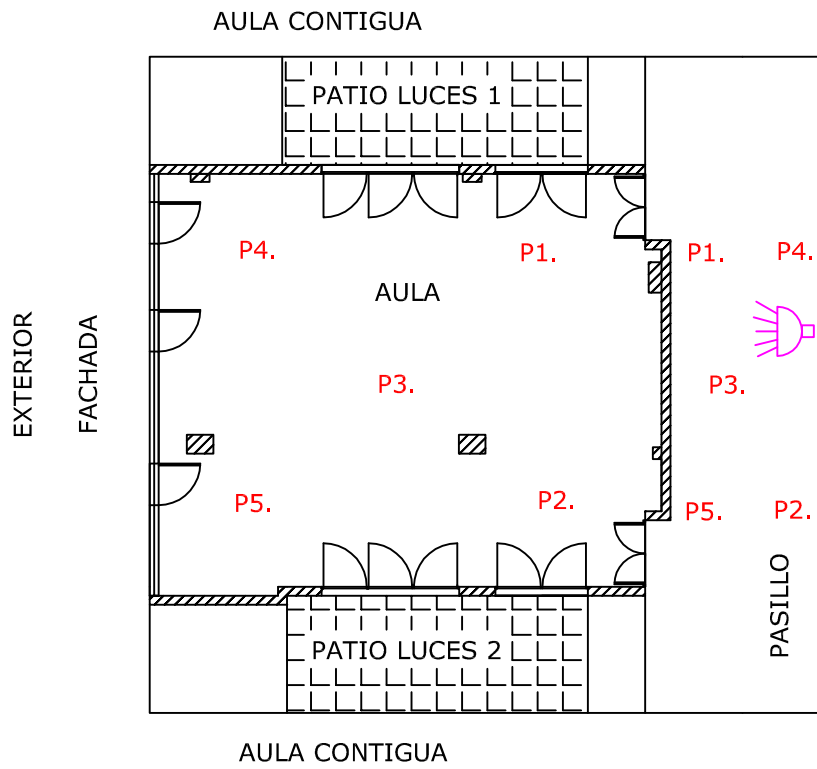 AULA CONTIGUA
PATIO LUCES 1
P4.
P1.
P1.
P4.
AULA
EXTERIOR
FACHADA
P3.
P3.
P5.
P2.
P5.
P2.
PASILLO
PATIO LUCES 2
AULA CONTIGUA